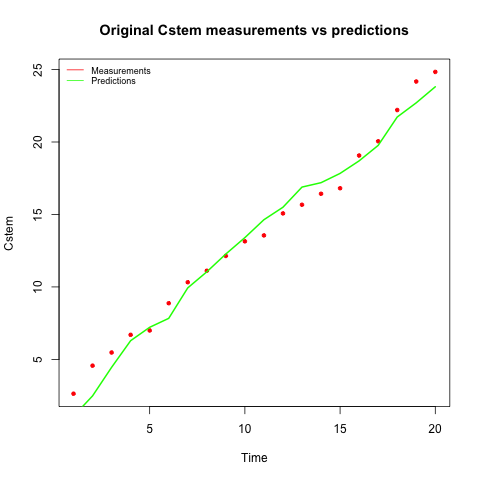 Original Cstem measurements vs predictions
Measurements
Predictions
25
20
15
10
5
Cstem
5
10
15
20
Time